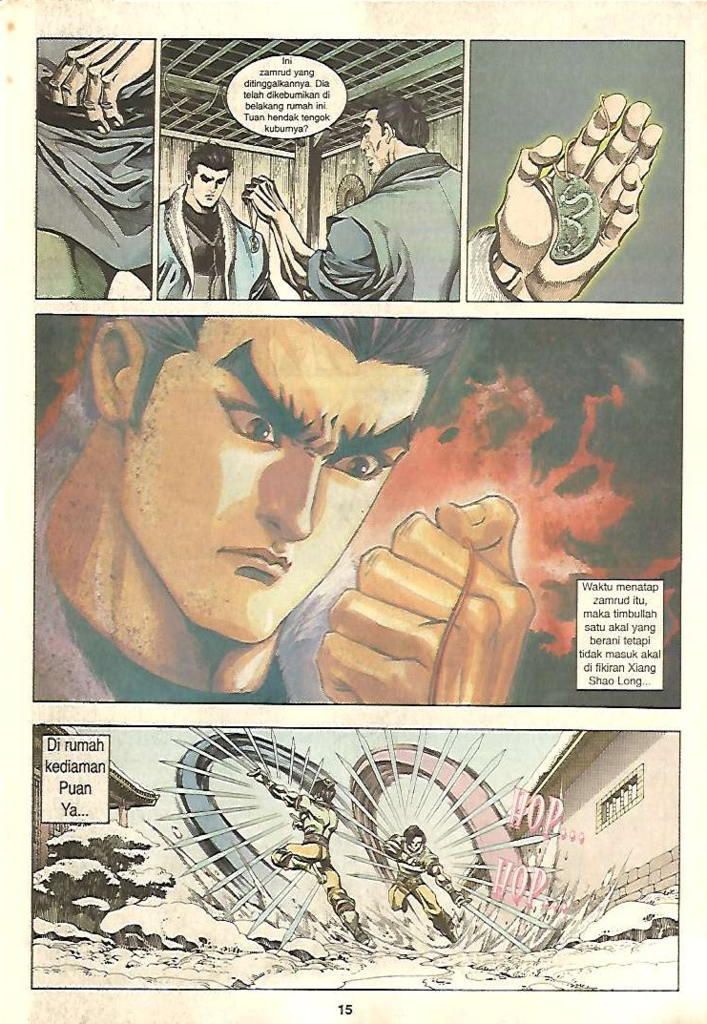 Ini
zamrud yang
ditinggalkannya. Dia
telah dikebumikan di
belakang rumah ini.
Tuan hendak tengok
kuburnya?
Waktu menatap
zamrud itu,
maka timbullah
satu akal yang
berani tetapi
tidak masuk akal
di fikiran Xiang
Shao Long...
Di rumah
kediaman
Puan
Ya...
HOP...
HOP...
15